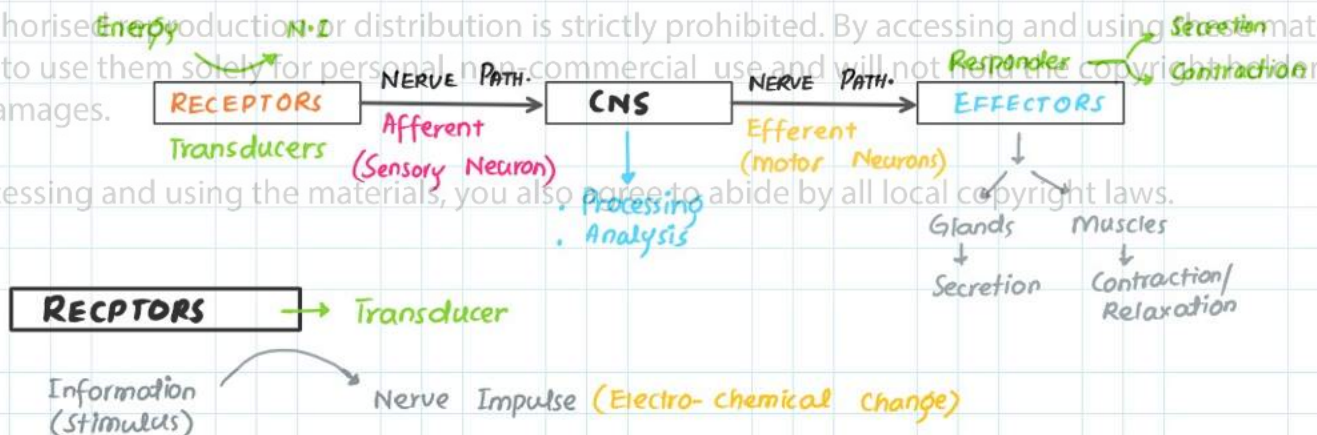 horised reproduction or distribution is strictly prohibited. By accessing and using these mat
Energy N·I Secretion
to use them solely for personal, non-commercial use and will not hold the copyright
Responder Contraction
NERVE PATH. NERVE PATH.
amages.
RECEPTORS CNS EFFECTORS
Transducers Afferent Efferent
(Sensory Neuron) (motor Neurons)
essing and using the materials, you also agree to abide by all local copyright laws.
. Processing
. Analysis
Glands Muscles
Secretion Contraction/
Relaxation
RECPTORS → Transducer
Information
(Stimulus)
Nerve Impulse (Electro-chemical Change)